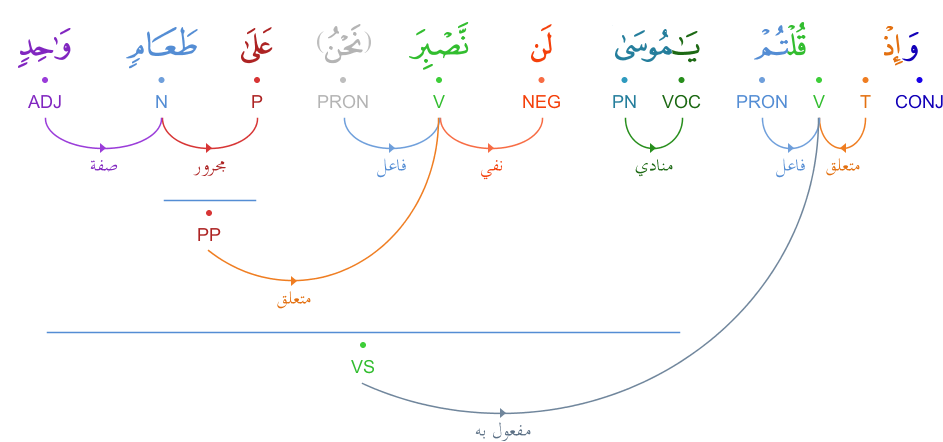 وَإِذْ قُلْتُمْ يَـٰمُوسَىٰ لَن نَّصْبِرَ (نَحْنُ) عَلَىٰ طَعَامٍ وَٰحِدٍ
CONJ T V PRON VOC PN NEG V PRON P N ADJ
متعلق فاعل منادي نفي فاعل مجرور صفة
PP
متعلق
VS
مفعول به